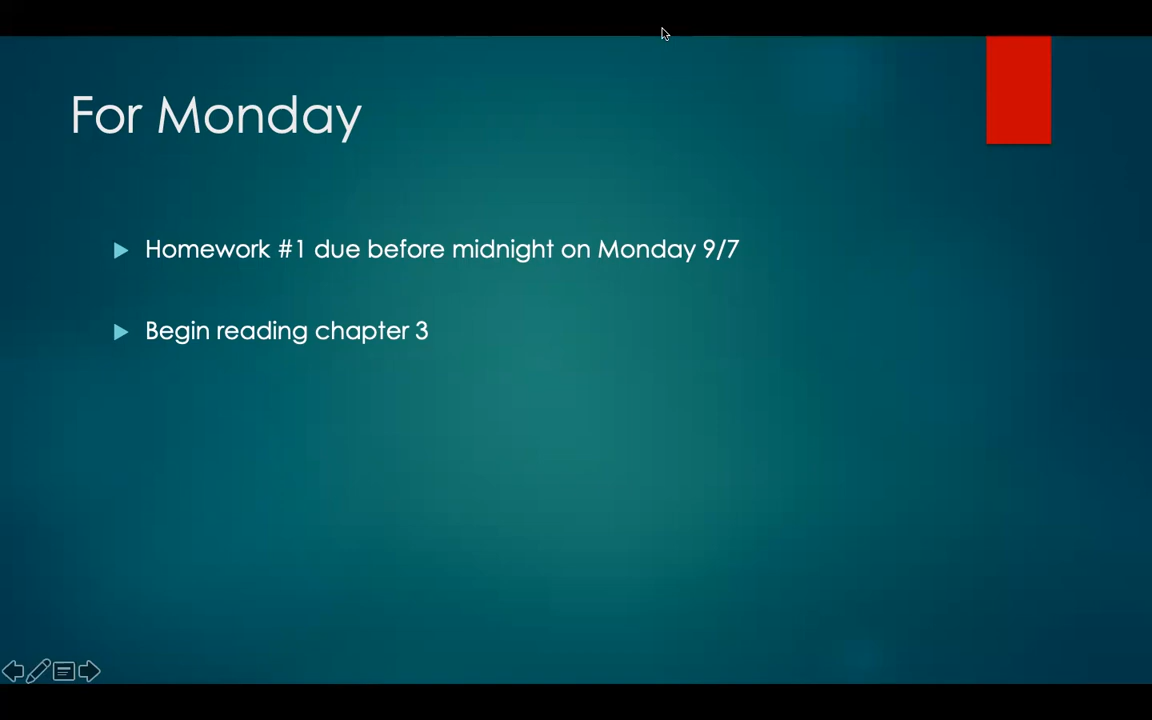 For Monday
Homework #1 due before midnight on Monday 9/7
Begin reading chapter 3